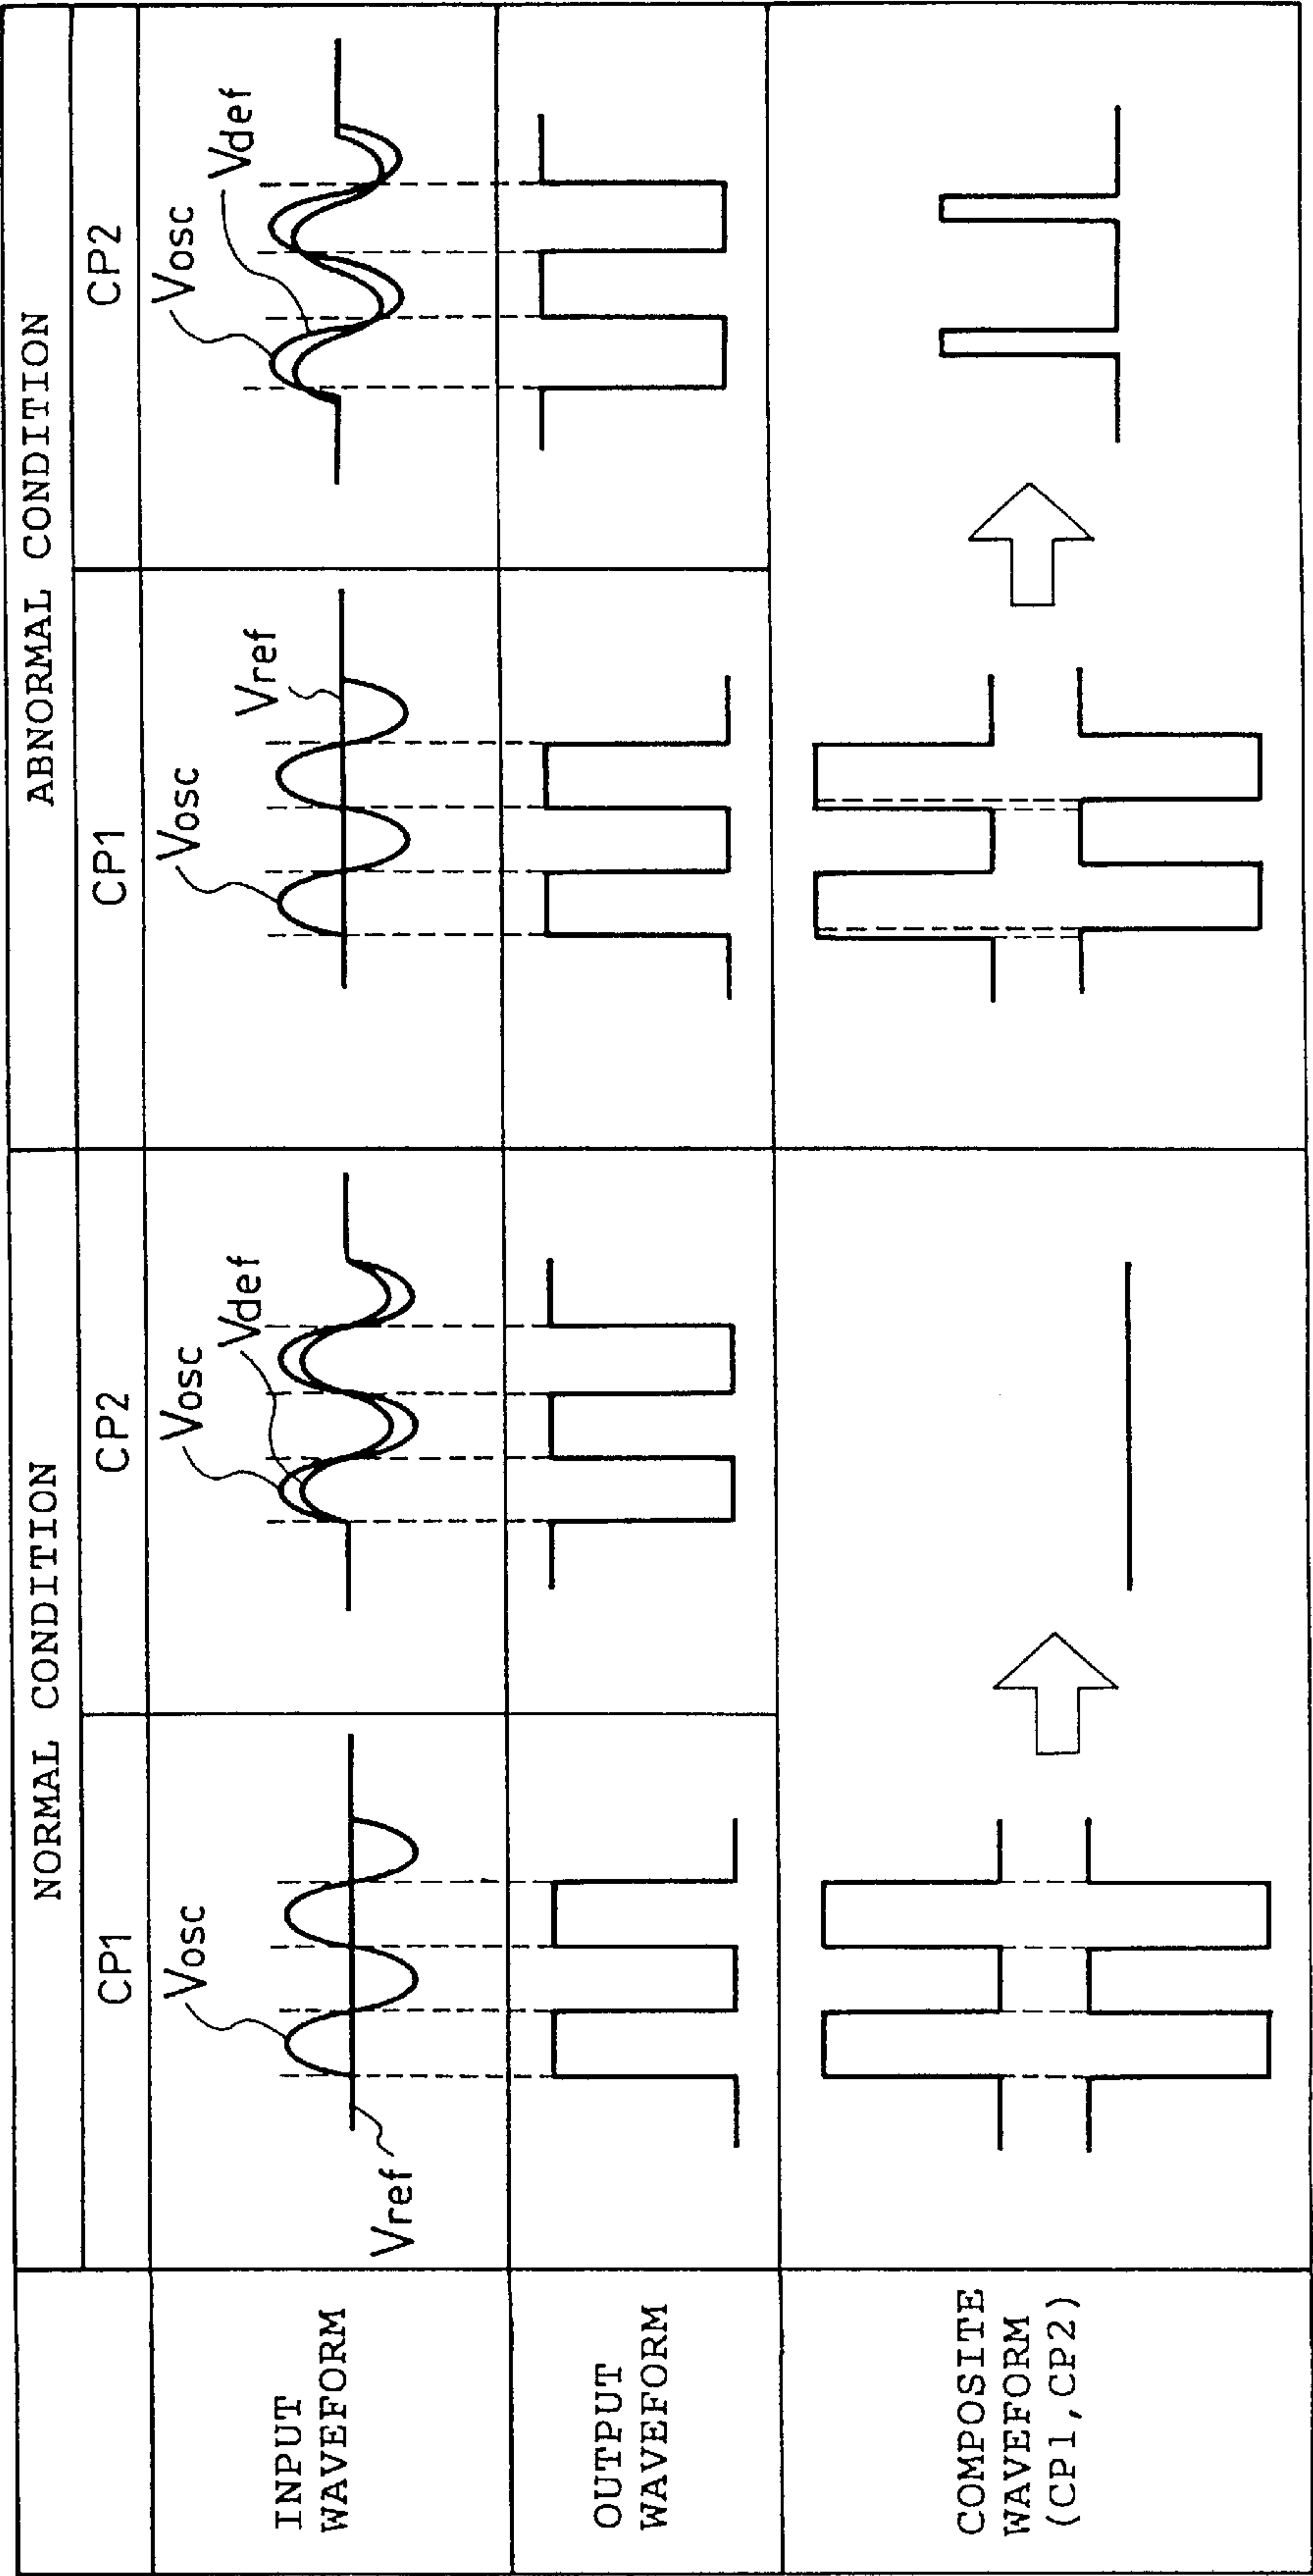 NORMAL CONDITION
ABNORMAL CONDITION
CP1
CP2
CP1
CP2
INPUT
WAVEFORM
Vosc
Vref
Vosc
Vdef
Vosc
Vref
Vosc
Vdef
OUTPUT
WAVEFORM
COMPOSITE
WAVEFORM
(CP1,CP2)